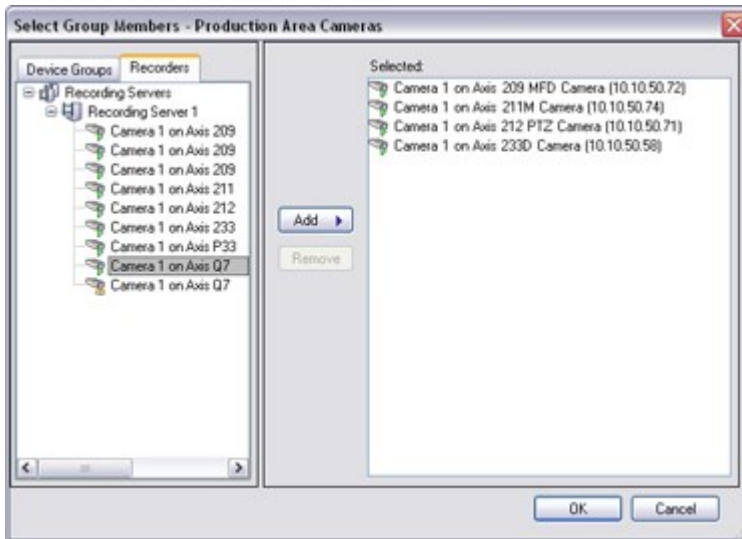 Select Group Members - Production Area Cameras
Device Groups
Recorders
Recording Servers
Recording Server 1
Camera 1 on Axis 209
Camera 1 on Axis 209
Camera 1 on Axis 209
Camera 1 on Axis 211
Camera 1 on Axis 212
Camera 1 on Axis 233
Camera 1 on Axis P33
Camera 1 on Axis Q7
Camera 1 on Axis Q7
Add
Remove
Selected:
Camera 1 on Axis 209 MFD Camera (10.10.50.72)
Camera 1 on Axis 211M Camera (10.10.50.74)
Camera 1 on Axis 212 PTZ Camera (10.10.50.71)
Camera 1 on Axis 233D Camera (10.10.50.58)
OK
Cancel